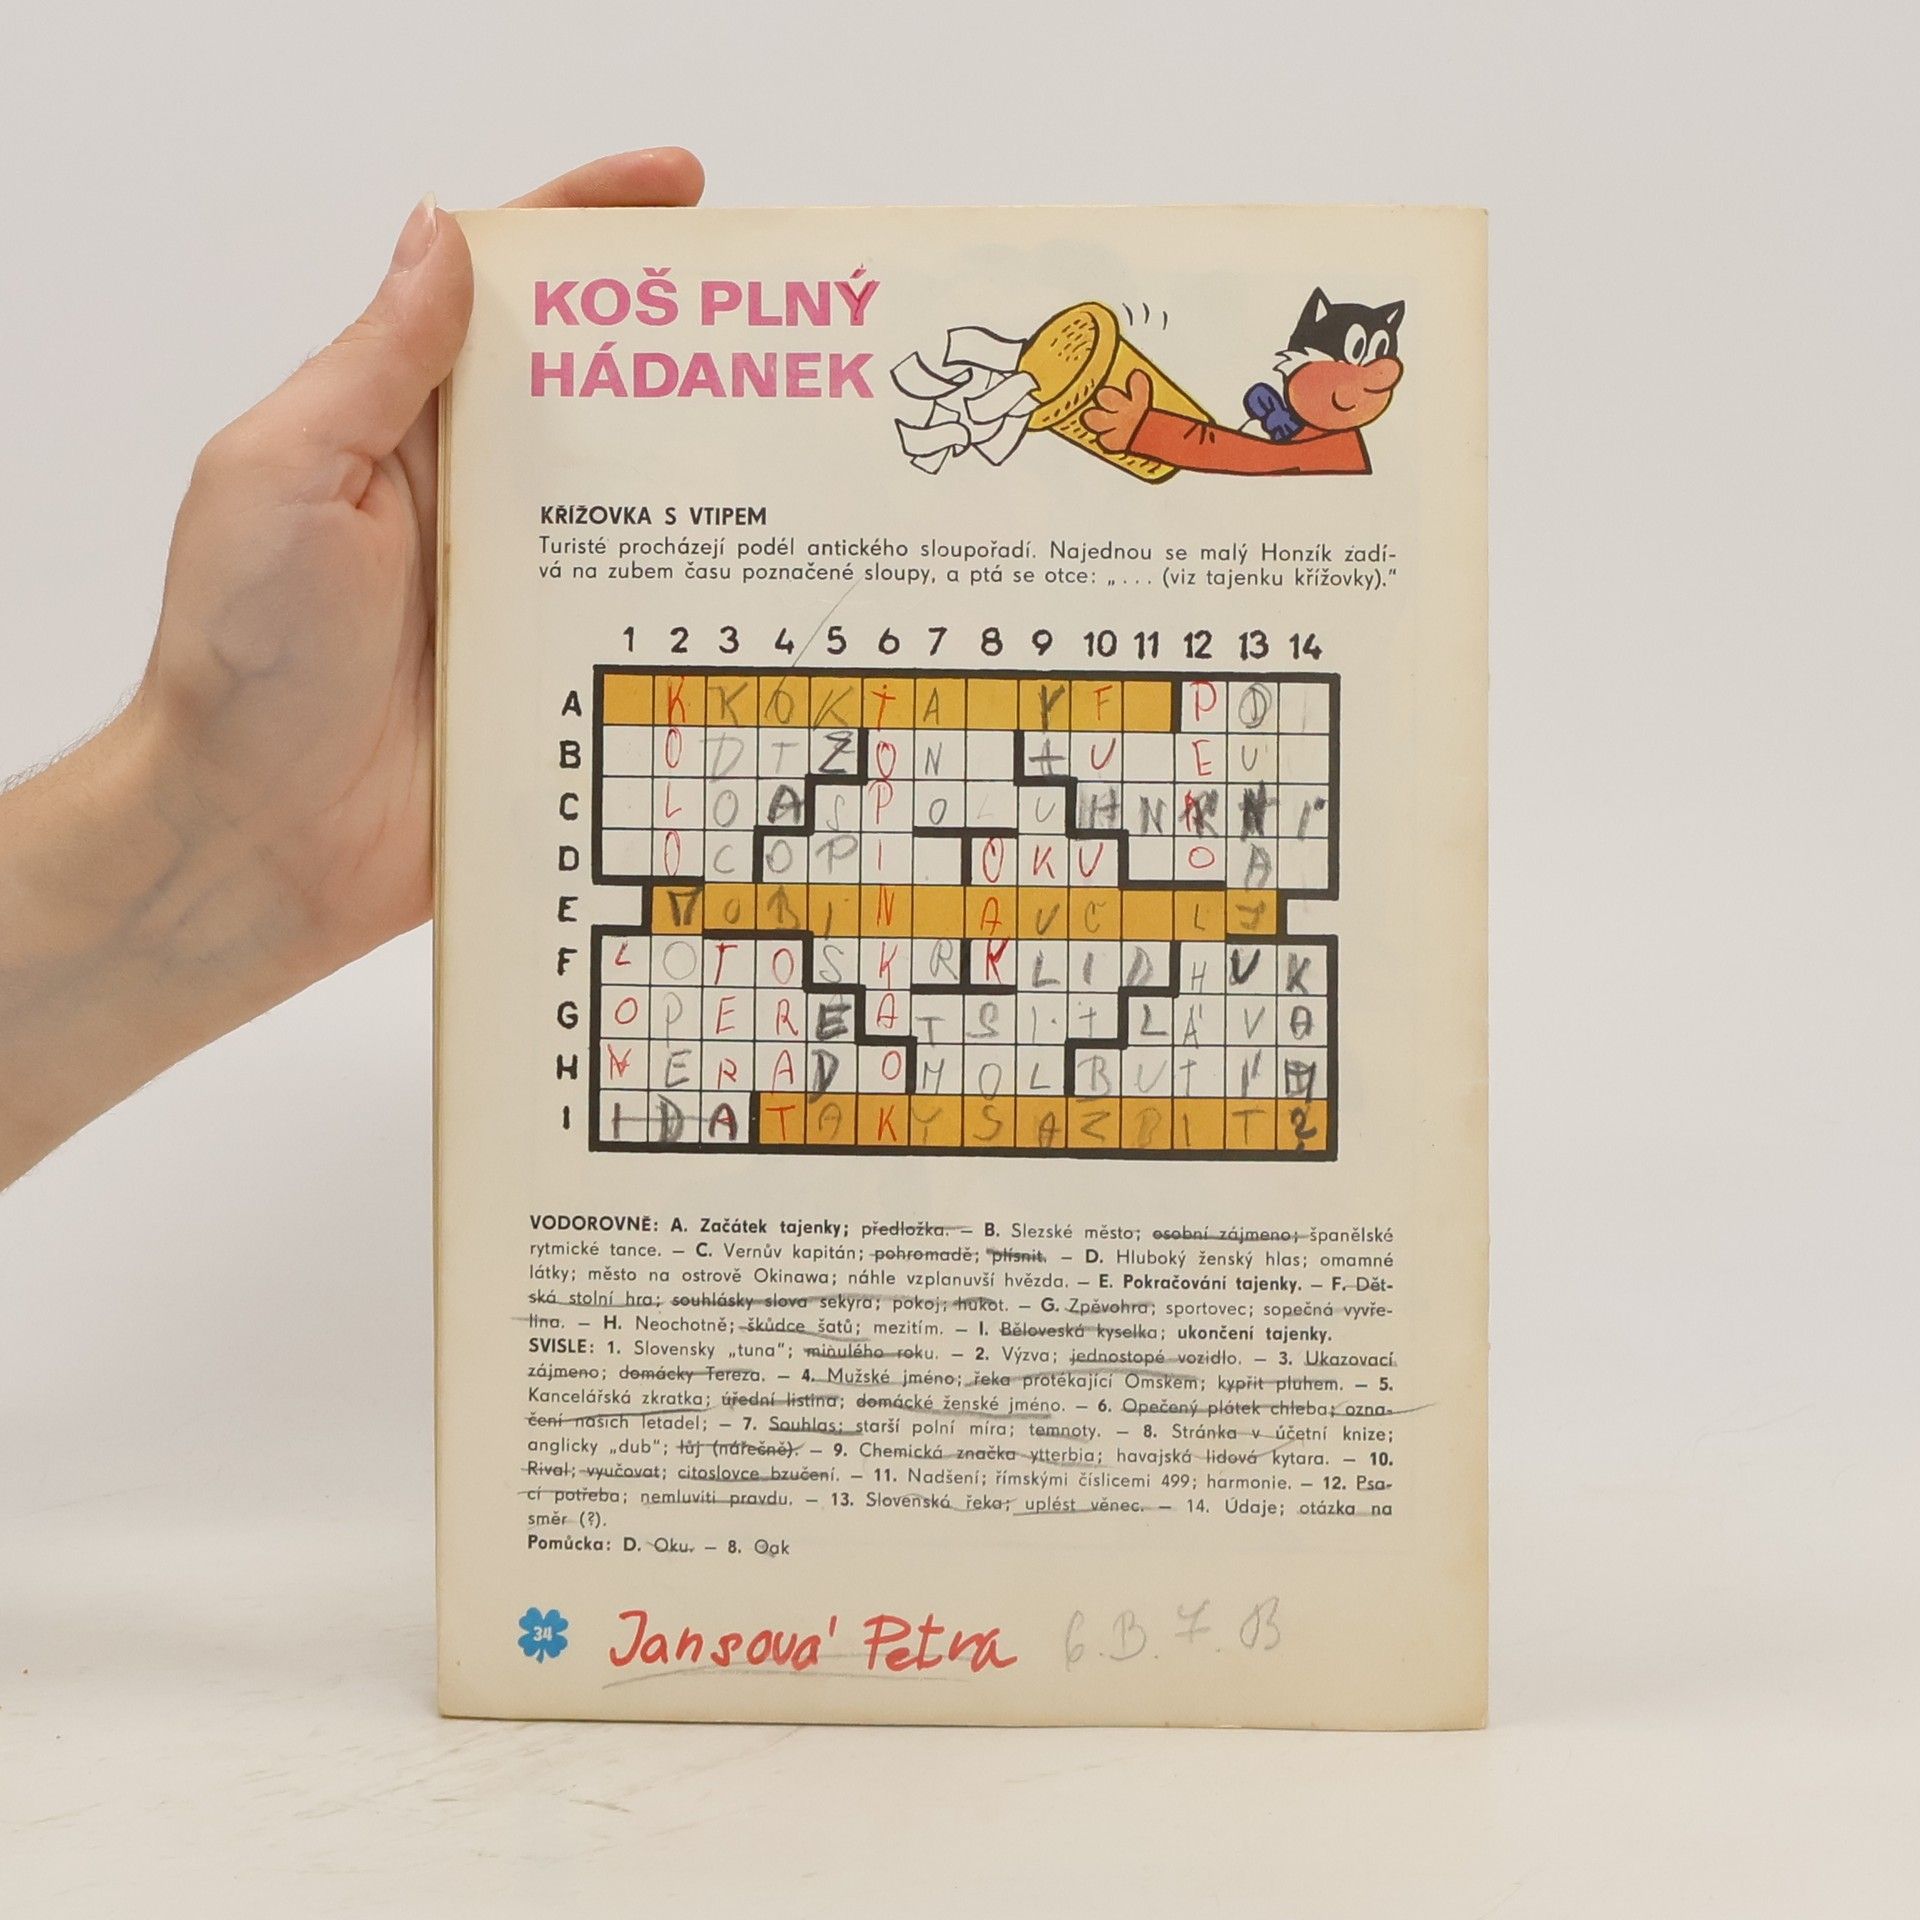 KOŠ PLNÝ
HÁDANEK
KŘÍŽOVKA S VTIPEM
Turisté procházejí podél antického sloupořadí. Najednou se malý Honzík zadí-
vá na zubem času poznačené sloupy, a ptá se otce: „... (viz tajenku křížovky)."
1 2 3 4 5 6 7 8 9 10 11 12 13 14
A K K O K T A Y F P D
B O D T Z O N A U E U
C L O A S P O L U H N I
D O C O P I O K U O A
E O B I N A U Č L J
F L O T O S K R K L I D H U K
G O P E R E A T S I T L Á V A
H N E R A D O M O L B U T Í M
I I D A T A K Y S A Z B I T ?
VODOROVNĚ: A. Začátek tajenky; předložka. – B. Slezské město; osobní zájmeno; španělské
rytmické tance. – C. Vernův kapitán; pohromadě; plísnit. – D. Hluboký ženský hlas; omamné
látky; město na ostrově Okinawa; náhle vzplanuvší hvězda. – E. Pokračování tajenky. – F. Dět-
ská stolní hra; souhlásky slova sekyra; pokoj; hukot. – G. Zpěvohra; sportovec; sopečná vyvře-
lina. – H. Neochotně; škůdce šatů; mezitím. – I. Běloveská kyselka; ukončení tajenky.
SVISLE: 1. Slovensky „tuna"; minulého roku. – 2. Výzva; jednostopé vozidlo. – 3. Ukazovací
zájmeno; domácky Tereza. – 4. Mužské jméno; řeka protékající Omskem; kypřit pluhem. – 5.
Kancelářská zkratka; úřední listina; domácké ženské jméno. – 6. Opečený plátek chleba; ozna-
čení našich letadel; – 7. Souhlas; starší polní míra; temnoty. – 8. Stránka v účetní knize;
anglicky „dub"; lůj (nářečně). – 9. Chemická značka ytterbia; havajská lidová kytara. – 10.
Rival; vyučovat; citoslovce bzučení. – 11. Nadšení; římskými číslicemi 499; harmonie. – 12. Psa-
cí potřeba; nemluviti pravdu. – 13. Slovenská řeka; uplést věnec. – 14. Údaje; otázka na
směr (?).
Pomůcka: D. Oku. – 8. Oak
34 Jansová Petra 6.B 7.B